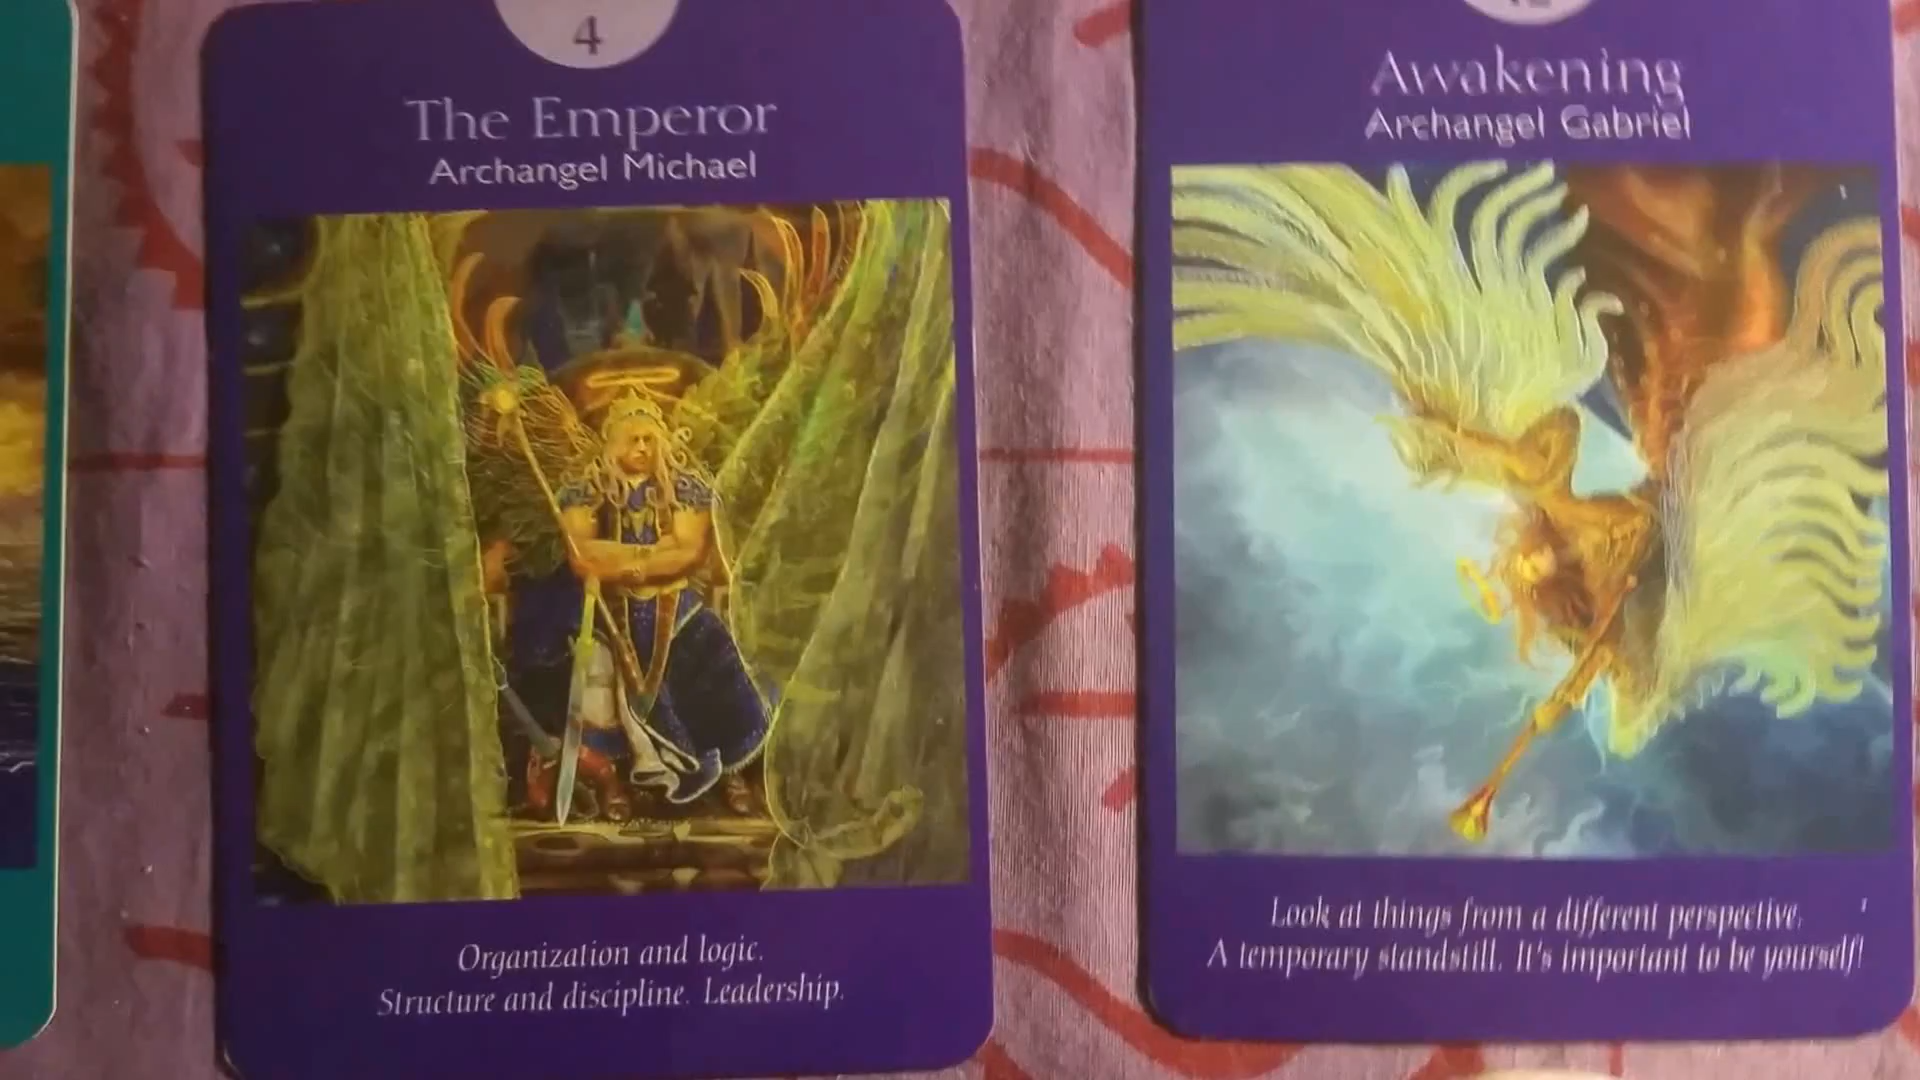 4
The Emperor
Archangel Michael
Organization and logic.
Structure and discipline. Leadership.
Awakening
Archangel Gabriel
Look at things from a different perspective.
A temporary standstill. It's important to be yourself!